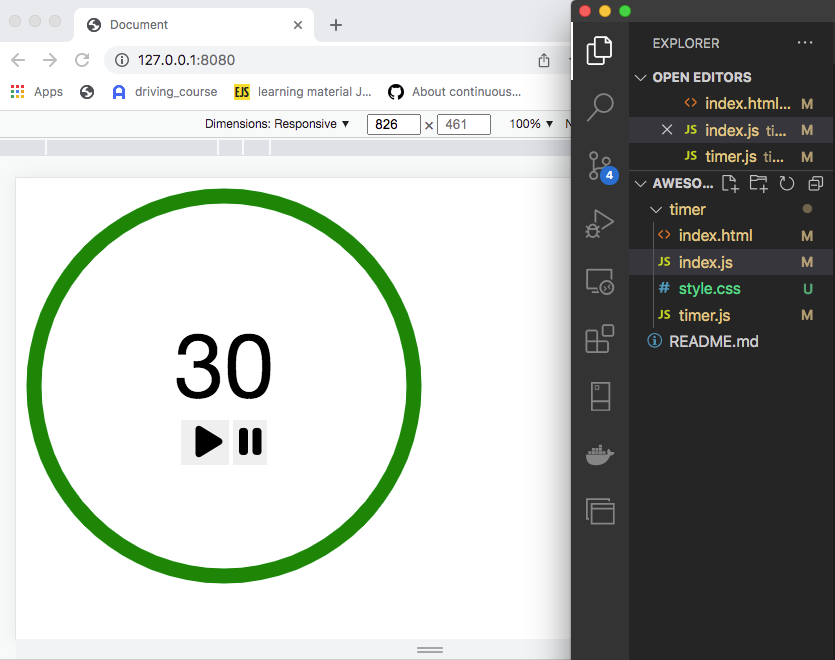 Document
127.0.0.1:8080
Apps
driving_course
EJS learning material J...
About continuous...
Dimensions: Responsive ▼ 826 × 461 100% ▼ N
30
EXPLORER ...
OPEN EDITORS
<> index.html... M
JS index.js ti... M
JS timer.js ti... M
4
AWESO...
timer
<> index.html M
JS index.js M
# style.css U
JS timer.js M
README.md